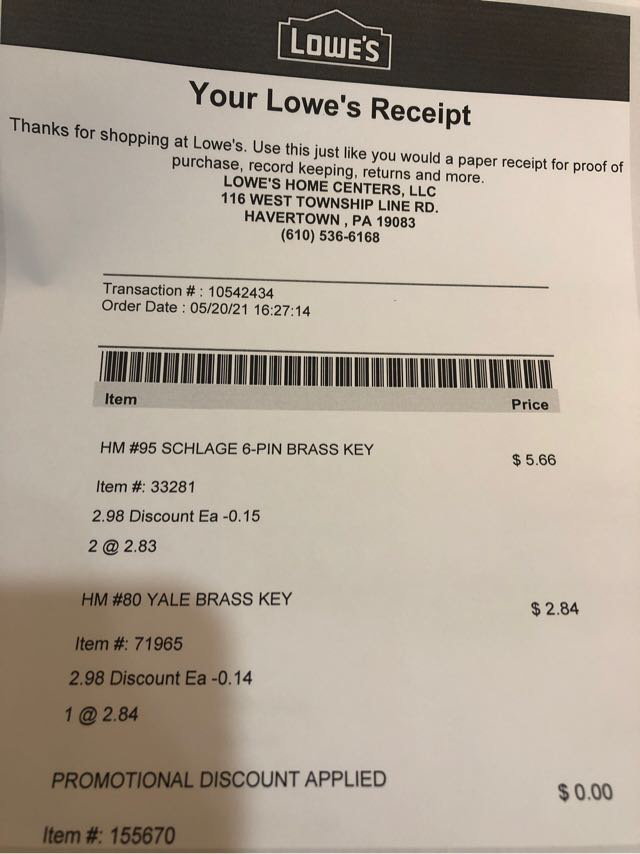 LOWE'S
Your Lowe's Receipt
Thanks for shopping at Lowe's. Use this just like you would a paper receipt for proof of
purchase, record keeping, returns and more.
LOWE'S HOME CENTERS, LLC
116 WEST TOWNSHIP LINE RD.
HAVERTOWN , PA 19083
(610) 536-6168
Transaction # : 10542434
Order Date : 05/20/21 16:27:14
Item Price
HM #95 SCHLAGE 6-PIN BRASS KEY $ 5.66
Item #: 33281
2.98 Discount Ea -0.15
2 @ 2.83
HM #80 YALE BRASS KEY $ 2.84
Item #: 71965
2.98 Discount Ea -0.14
1 @ 2.84
PROMOTIONAL DISCOUNT APPLIED $ 0.00
Item #: 155670